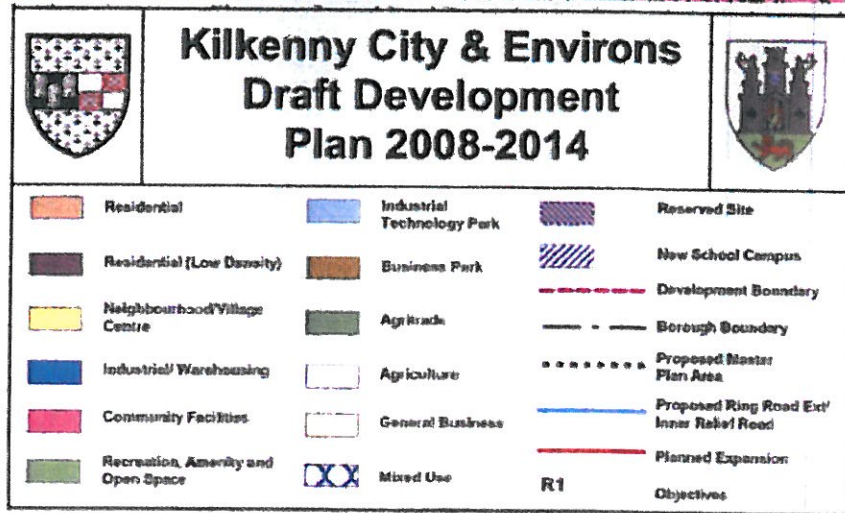 Kilkenny City & Environs
Draft Development
Plan 2008-2014
Residential
Residential (Low Density)
Neighbourhood/Village
Centre
Industrial/ Warehousing
Community Facilities
Recreation, Amenity and
Open Space
Industrial
Technology Park
Business Park
Agritrade
Agriculture
General Business
Mixed Use
Reserved Site
New School Campus
Development Boundary
Borough Boundary
Proposed Master
Plan Area
Proposed Ring Road Ext/
Inner Relief Road
Planned Expansion
R1 Objectives